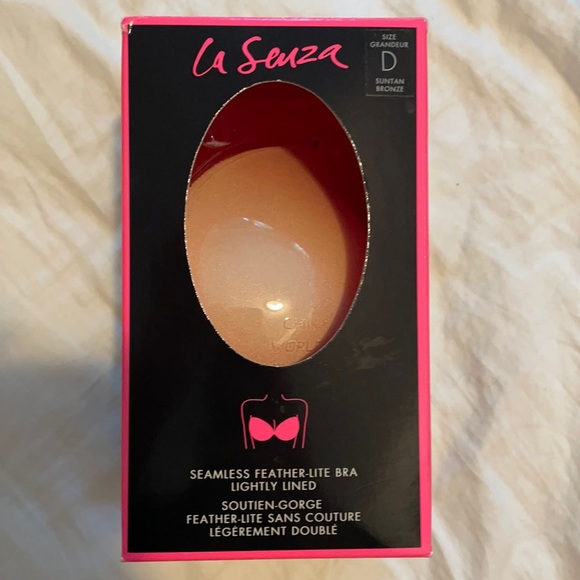 La Senza
SIZE
GRANDEUR
D
SUNTAN
BRONZE
SEAMLESS FEATHER-LITE BRA
LIGHTLY LINED
SOUTIEN-GORGE
FEATHER-LITE SANS COUTURE
LÉGÈREMENT DOUBLÉ